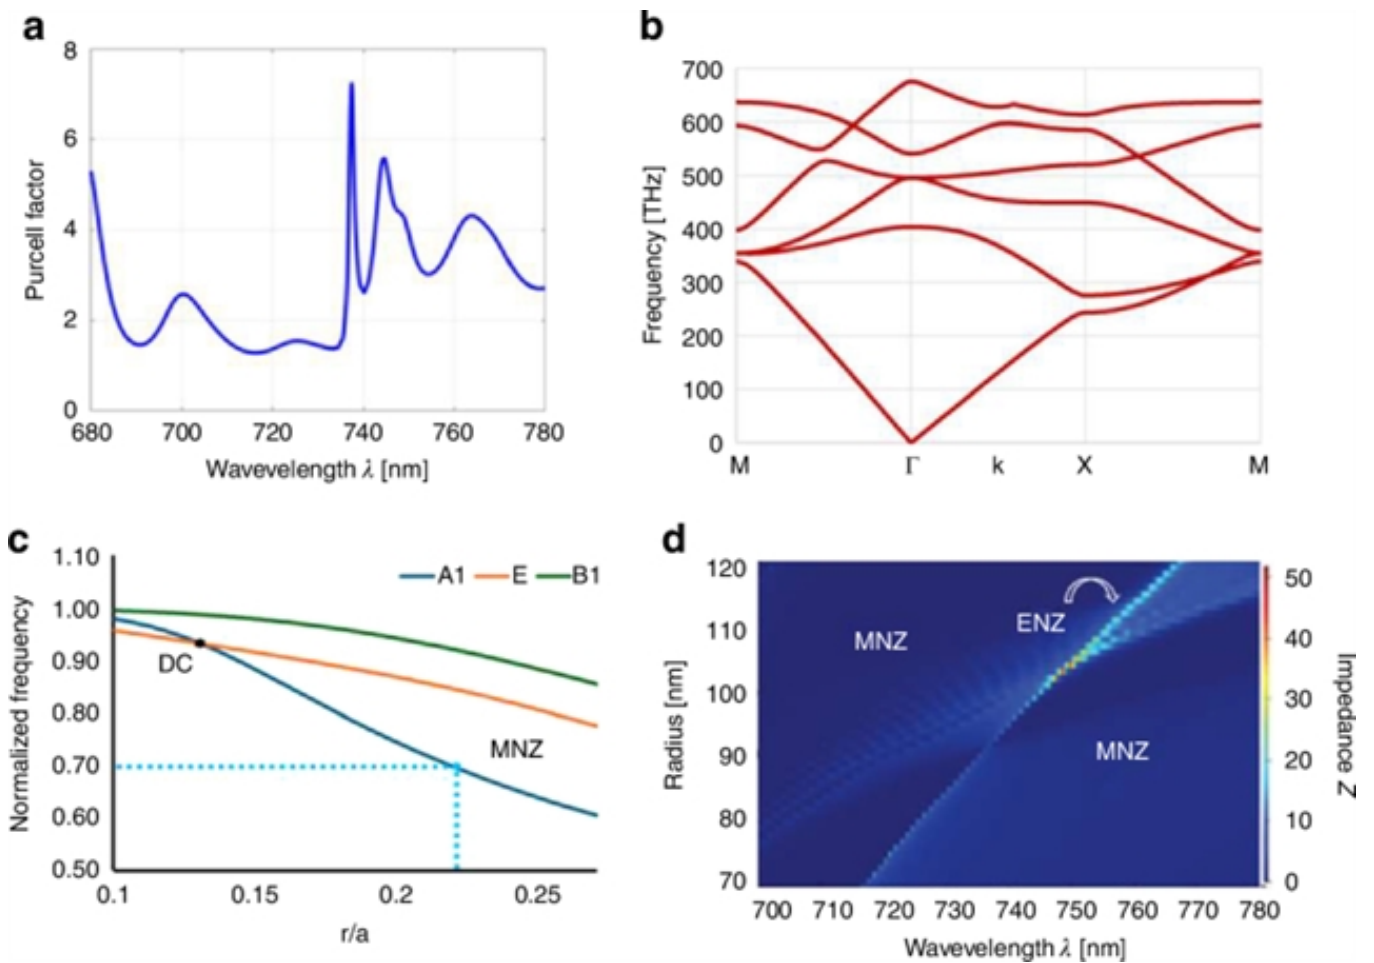 a
8
6
4
2
0
Purcell factor
680 700 720 740 760 780
Wavevelength λ [nm]
b
700
600
500
400
300
200
100
0
Frequency [THz]
M Γ k X M
c
1.10
1.00
0.90
0.80
0.70
0.60
0.50
Normalized frequency
A1 E B1
DC
MNZ
0.1 0.15 0.2 0.25
r/a
d
120
110
100
90
80
70
Radius [nm]
MNZ
ENZ
MNZ
700 710 720 730 740 750 760 770 780
Wavevelength λ [nm]
50
40
30
20
10
0
Impedance Z